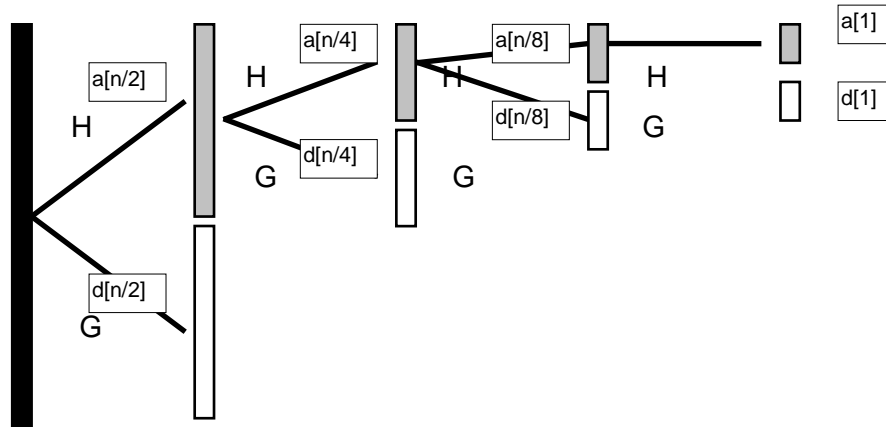 a[n/2]
H
d[n/2]
G
a[n/4]
H
d[n/4]
G
a[n/8]
H
d[n/8]
G
a[1]
H
d[1]
G